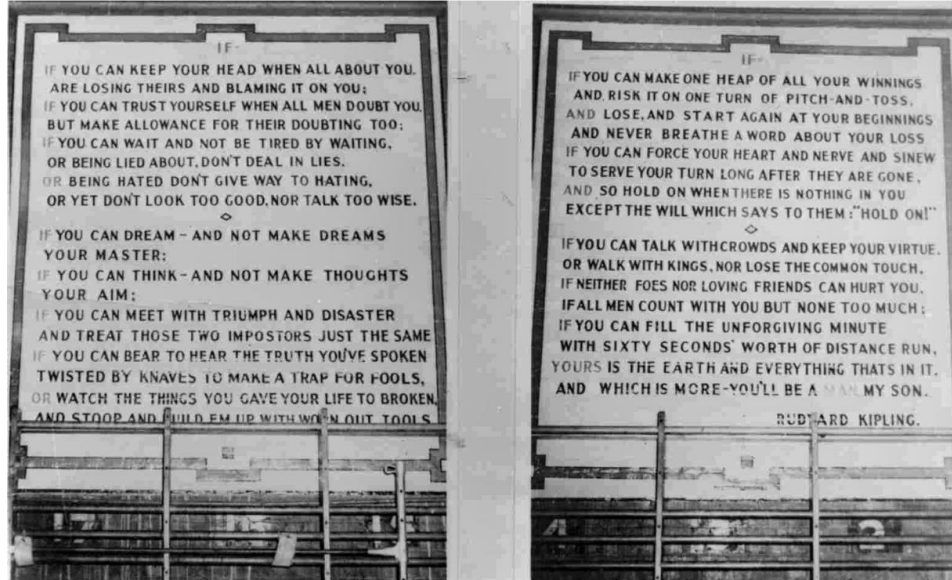 IF-
IF YOU CAN KEEP YOUR HEAD WHEN ALL ABOUT YOU.
ARE LOSING THEIRS AND BLAMING IT ON YOU;
IF YOU CAN TRUST YOURSELF WHEN ALL MEN DOUBT YOU.
BUT MAKE ALLOWANCE FOR THEIR DOUBTING TOO;
IF YOU CAN WAIT AND NOT BE TIRED BY WAITING,
OR BEING LIED ABOUT, DON'T DEAL IN LIES.
OR BEING HATED DON'T GIVE WAY TO HATING,
OR YET DON'T LOOK TOO GOOD, NOR TALK TOO WISE.
IF YOU CAN DREAM - AND NOT MAKE DREAMS
YOUR MASTER;
IF YOU CAN THINK - AND NOT MAKE THOUGHTS
YOUR AIM;
IF YOU CAN MEET WITH TRIUMPH AND DISASTER
AND TREAT THOSE TWO IMPOSTORS JUST THE SAME
IF YOU CAN BEAR TO HEAR THE TRUTH YOU'VE SPOKEN
TWISTED BY KNAVES TO MAKE A TRAP FOR FOOLS,
OR WATCH THE THINGS YOU GAVE YOUR LIFE TO BROKEN,
AND STOOP AND BUILD EM UP WITH WORN OUT TOOLS
IF-
IF YOU CAN MAKE ONE HEAP OF ALL YOUR WINNINGS
AND, RISK IT ON ONE TURN OF PITCH-AND-TOSS,
AND LOSE, AND START AGAIN AT YOUR BEGINNINGS
AND NEVER BREATHE A WORD ABOUT YOUR LOSS
IF YOU CAN FORCE YOUR HEART AND NERVE AND SINEW
TO SERVE YOUR TURN LONG AFTER THEY ARE GONE,
AND SO HOLD ON WHEN THERE IS NOTHING IN YOU
EXCEPT THE WILL WHICH SAYS TO THEM: "HOLD ON!"
IF YOU CAN TALK WITH CROWDS AND KEEP YOUR VIRTUE,
OR WALK WITH KINGS, NOR LOSE THE COMMON TOUCH,
IF NEITHER FOES NOR LOVING FRIENDS CAN HURT YOU,
IF ALL MEN COUNT WITH YOU BUT NONE TOO MUCH;
IF YOU CAN FILL THE UNFORGIVING MINUTE
WITH SIXTY SECONDS' WORTH OF DISTANCE RUN,
YOURS IS THE EARTH AND EVERYTHING THATS IN IT,
AND WHICH IS MORE-YOU'LL BE A MAN MY SON.
RUDYARD KIPLING.